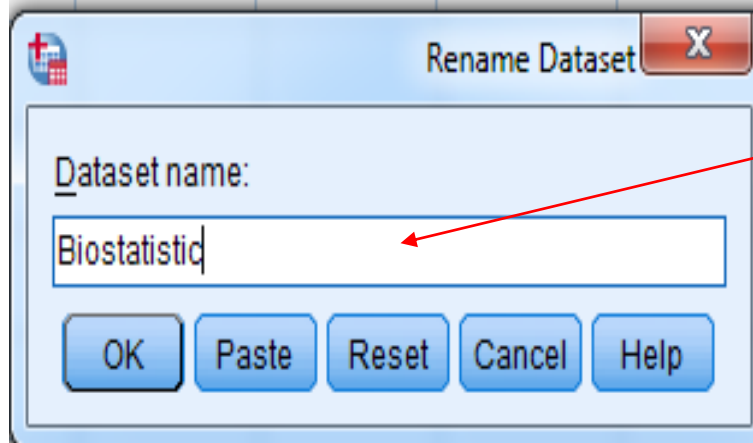 Rename Dataset
Dataset name:
Biostatistic
OK Paste Reset Cancel Help